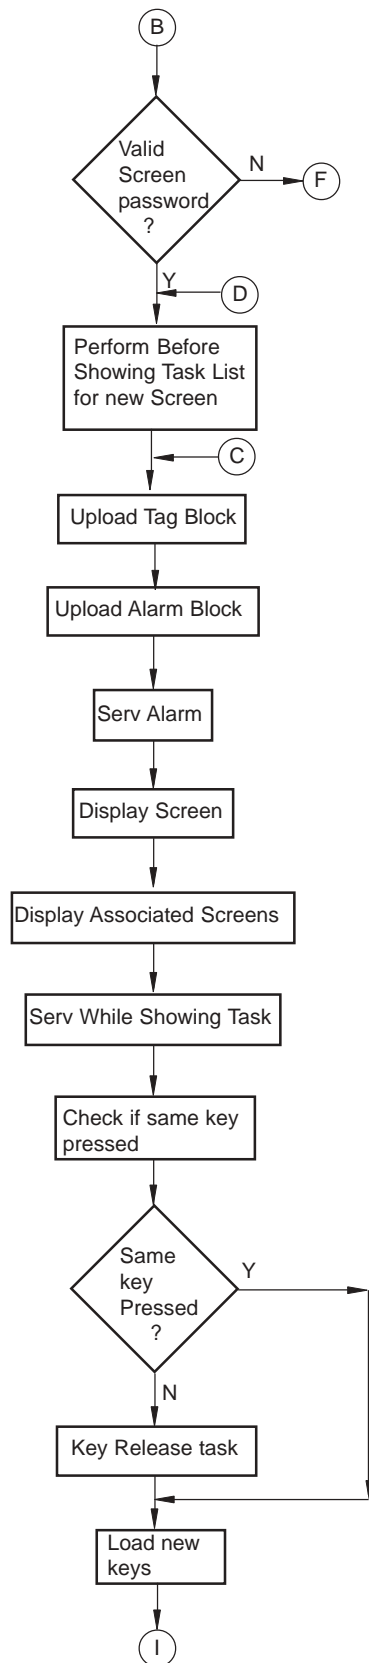 B
Valid
Screen
password
?
N
F
Y
D
Perform Before
Showing Task List
for new Screen
C
Upload Tag Block
Upload Alarm Block
Serv Alarm
Display Screen
Display Associated Screens
Serv While Showing Task
Check if same key
pressed
Same
key
Pressed
?
Y
N
Key Release task
Load new
keys
I